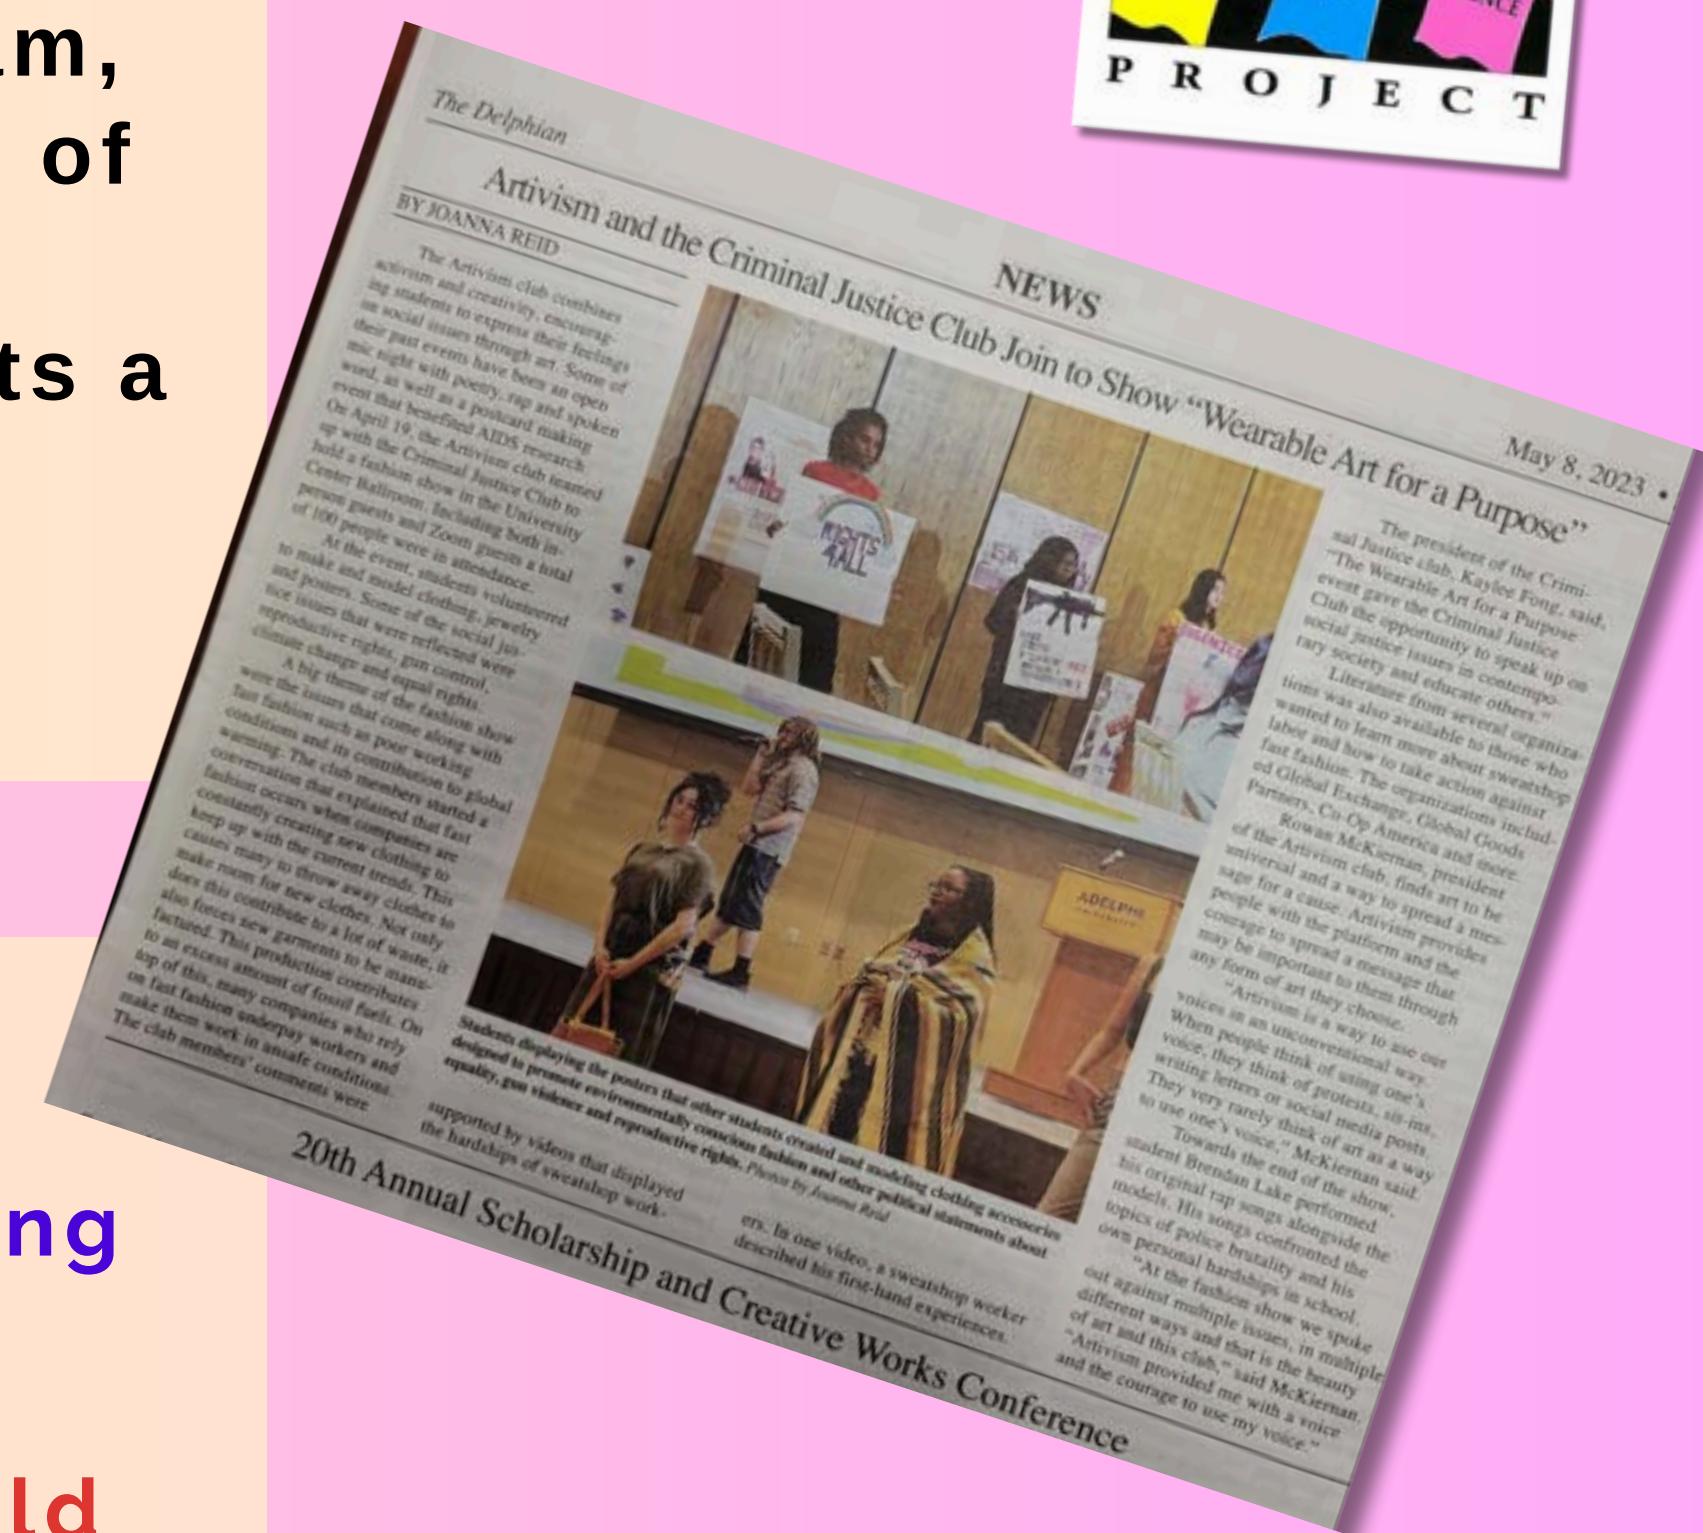 am,
of
ts a
ng
ld
ENCE
PROJECT
The Delphian
NEWS
May 8, 2023 •
Artivism and the Criminal Justice Club Join to Show “Wearable Art for a Purpose”
BY JOANNA REID
The Artivism club combines
activism and creativity, encourag-
ing students to express their feelings
on social issues through art. Some of
their past events have been an open
mic night with poetry, rap and spoken
word, as well as a postcard making
event that benefited AIDS research.
On April 19, the Artivism club teamed
up with the Criminal Justice Club to
hold a fashion show in the University
Center Ballroom. Including both in-
person guests and Zoom guests a total
of 100 people were in attendance.
At the event, students volunteered
to make and model clothing, jewelry
and posters. Some of the social jus-
tice issues that were reflected were
reproductive rights, gun control,
climate change and equal rights.
A big theme of the fashion show
were the issues that come along with
fast fashion such as poor working
conditions and its contribution to global
warming. The club members started a
conversation that explained that fast
fashion occurs when companies are
constantly creating new clothing to
keep up with the current trends. This
causes many to throw away clothes to
make room for new clothes. Not only
does this contribute to a lot of waste, it
also forces new garments to be manu-
factured. This production contributes
to an excess amount of fossil fuels. On
top of this, many companies who rely
on fast fashion underpay workers and
make them work in unsafe conditions.
The club members’ comments were
RIGHTS
4ALL
ADELPHI
UNIVERSITY
Students displaying the posters that other students created and modeling clothing accessories
designed to promote environmentally conscious fashion and other political statements about
equality, gun violence and reproductive rights. Photos by Joanna Reid
supported by videos that displayed
the hardships of sweatshop work-
ers. In one video, a sweatshop worker
described his first-hand experiences.
The president of the Crimi-
nal Justice club, Kaylee Fong, said,
“The Wearable Art for a Purpose
event gave the Criminal Justice
Club the opportunity to speak up on
social justice issues in contempo-
rary society and educate others.”
Literature from several organiza-
tions was also available to those who
wanted to learn more about sweatshop
labor and how to take action against
fast fashion. The organizations includ-
ed Global Exchange, Global Goods
Partners, Co-Op America and more.
Rowan McKiernan, president
of the Artivism club, finds art to be
universal and a way to spread a mes-
sage for a cause. Artivism provides
people with the platform and the
courage to spread a message that
may be important to them through
any form of art they choose.
“Artivism is a way to use our
voices in an unconventional way.
When people think of using one’s
voice, they think of protests, sis-ins,
writing letters or social media posts.
They very rarely think of art as a way
to use one’s voice,” McKiernan said.
Towards the end of the show,
student Brendan Lake performed
his original rap songs alongside the
models. His songs confronted the
topics of police brutality and his
own personal hardships in school.
“At the fashion show we spoke
out against multiple issues, in multiple
different ways and that is the beauty
of art and this club,” said McKiernan.
“Artivism provided me with a voice
and the courage to use my voice.”
20th Annual Scholarship and Creative Works Conference